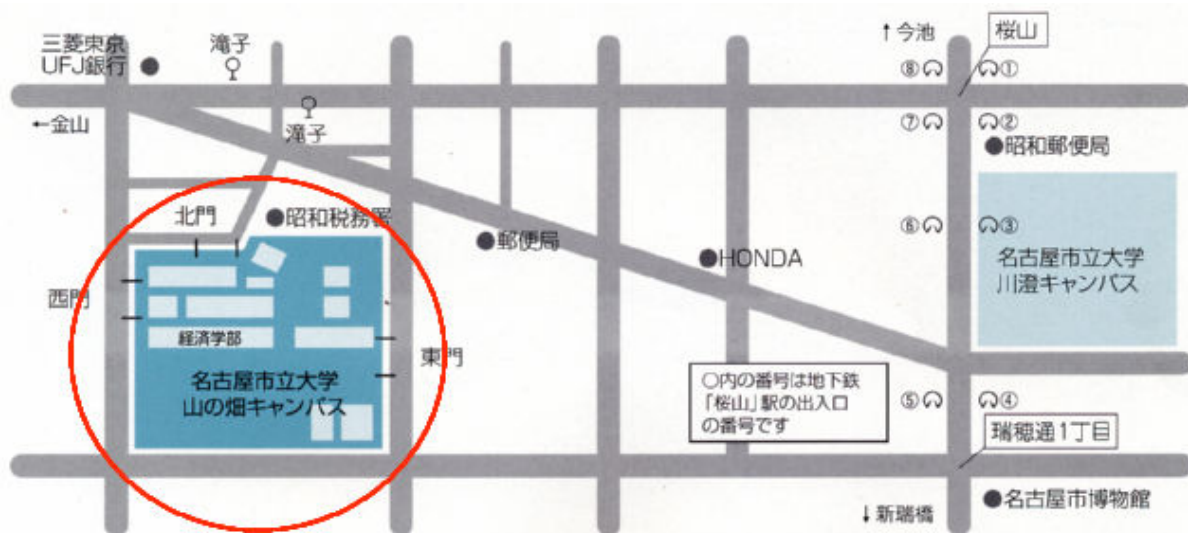 三菱東京
UFJ銀行
滝子
↑今池
桜山
⑧
①
←金山
滝子
⑦
②
昭和郵便局
北門
昭和税務署
郵便局
⑥
③
HONDA
名古屋市立大学
川澄キャンパス
西門
経済学部
東門
名古屋市立大学
山の畑キャンパス
○内の番号は地下鉄
「桜山」駅の出入口
の番号です
⑤
④
瑞穂通1丁目
名古屋市博物館
↓新瑞橋